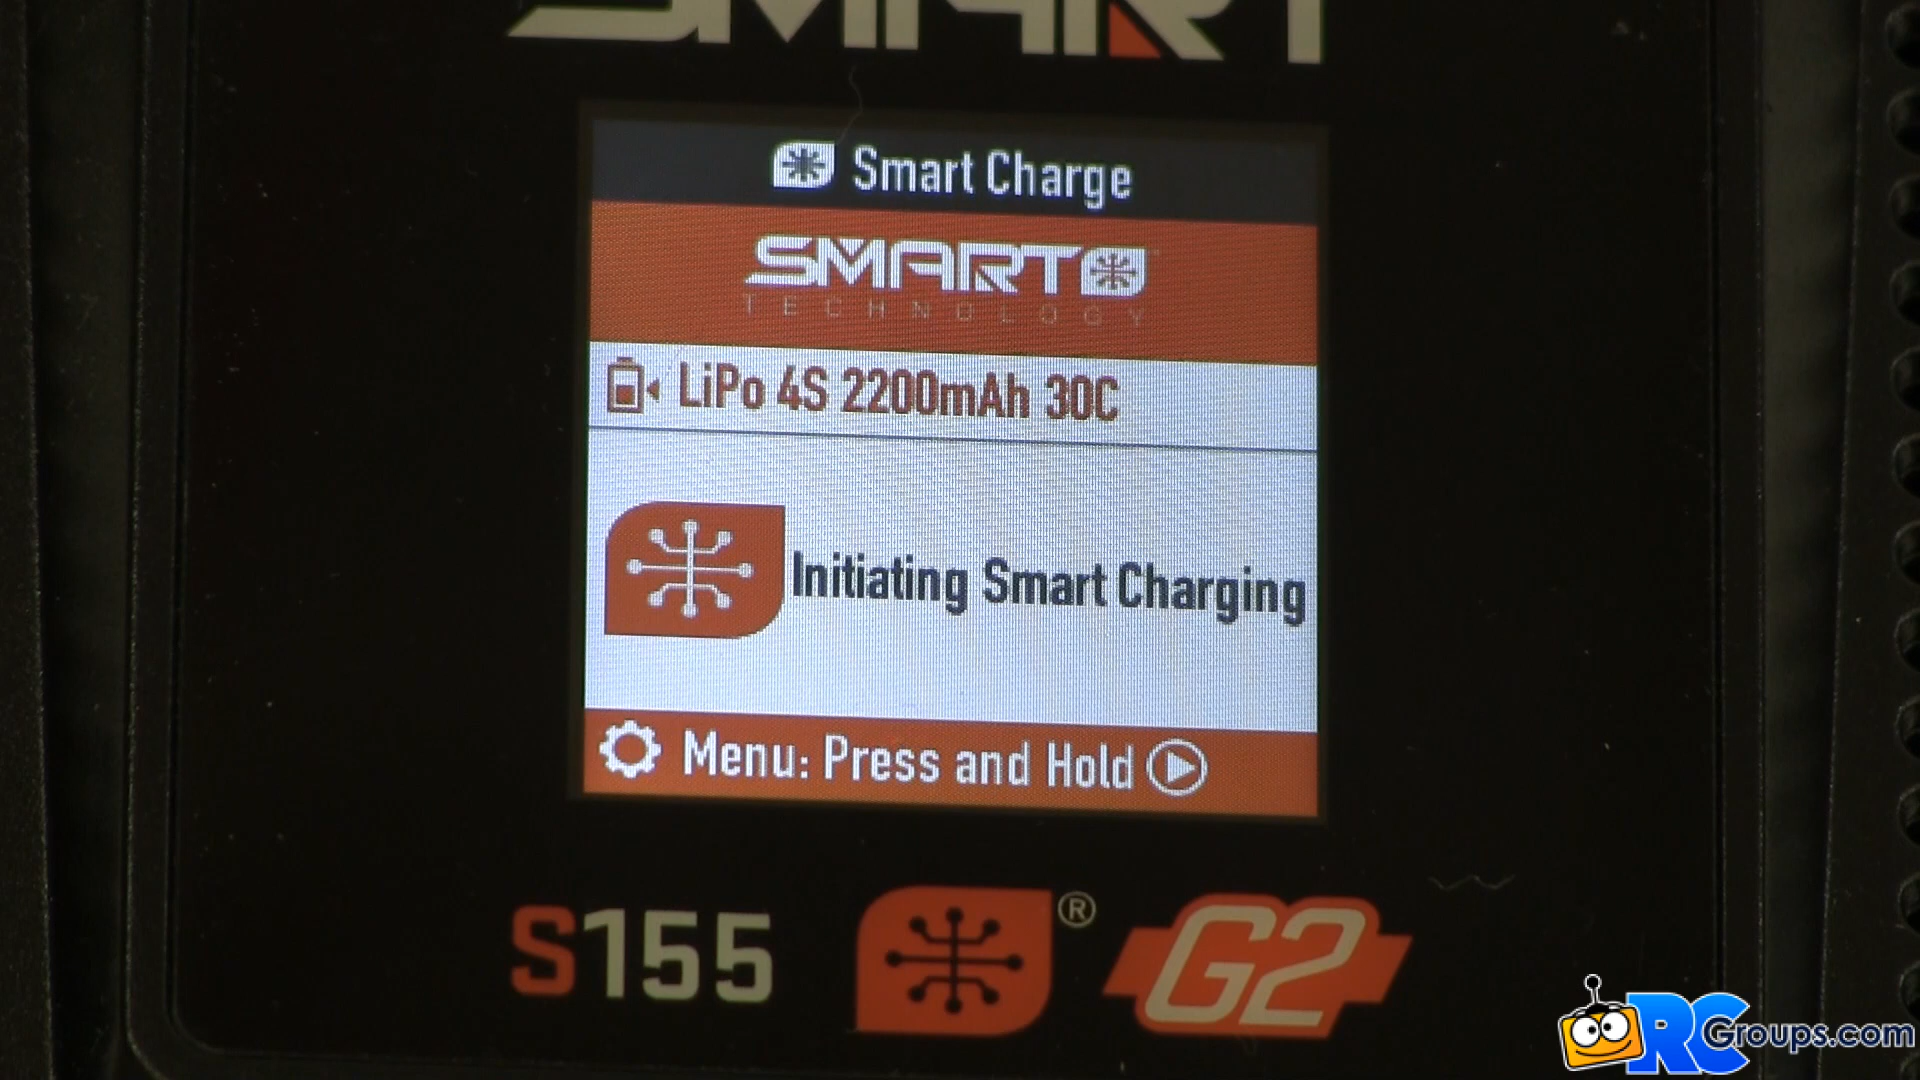 SMART
Smart Charge
SMART
TECHNOLOGY
LiPo 4S 2200mAh 30C
Initiating Smart Charging
Menu: Press and Hold
S155 ® G2
RCGroups.com